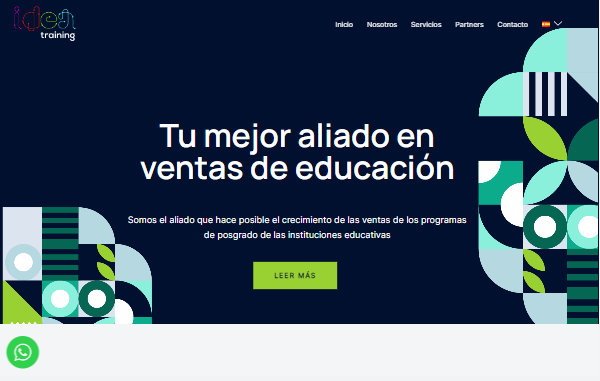 idea
training
Inicio Nosotros Servicios Partners Contacto
Tu mejor aliado en
ventas de educación
Somos el aliado que hace posible el crecimiento de las ventas de los programas
de posgrado de las instituciones educativas
LEER MÁS